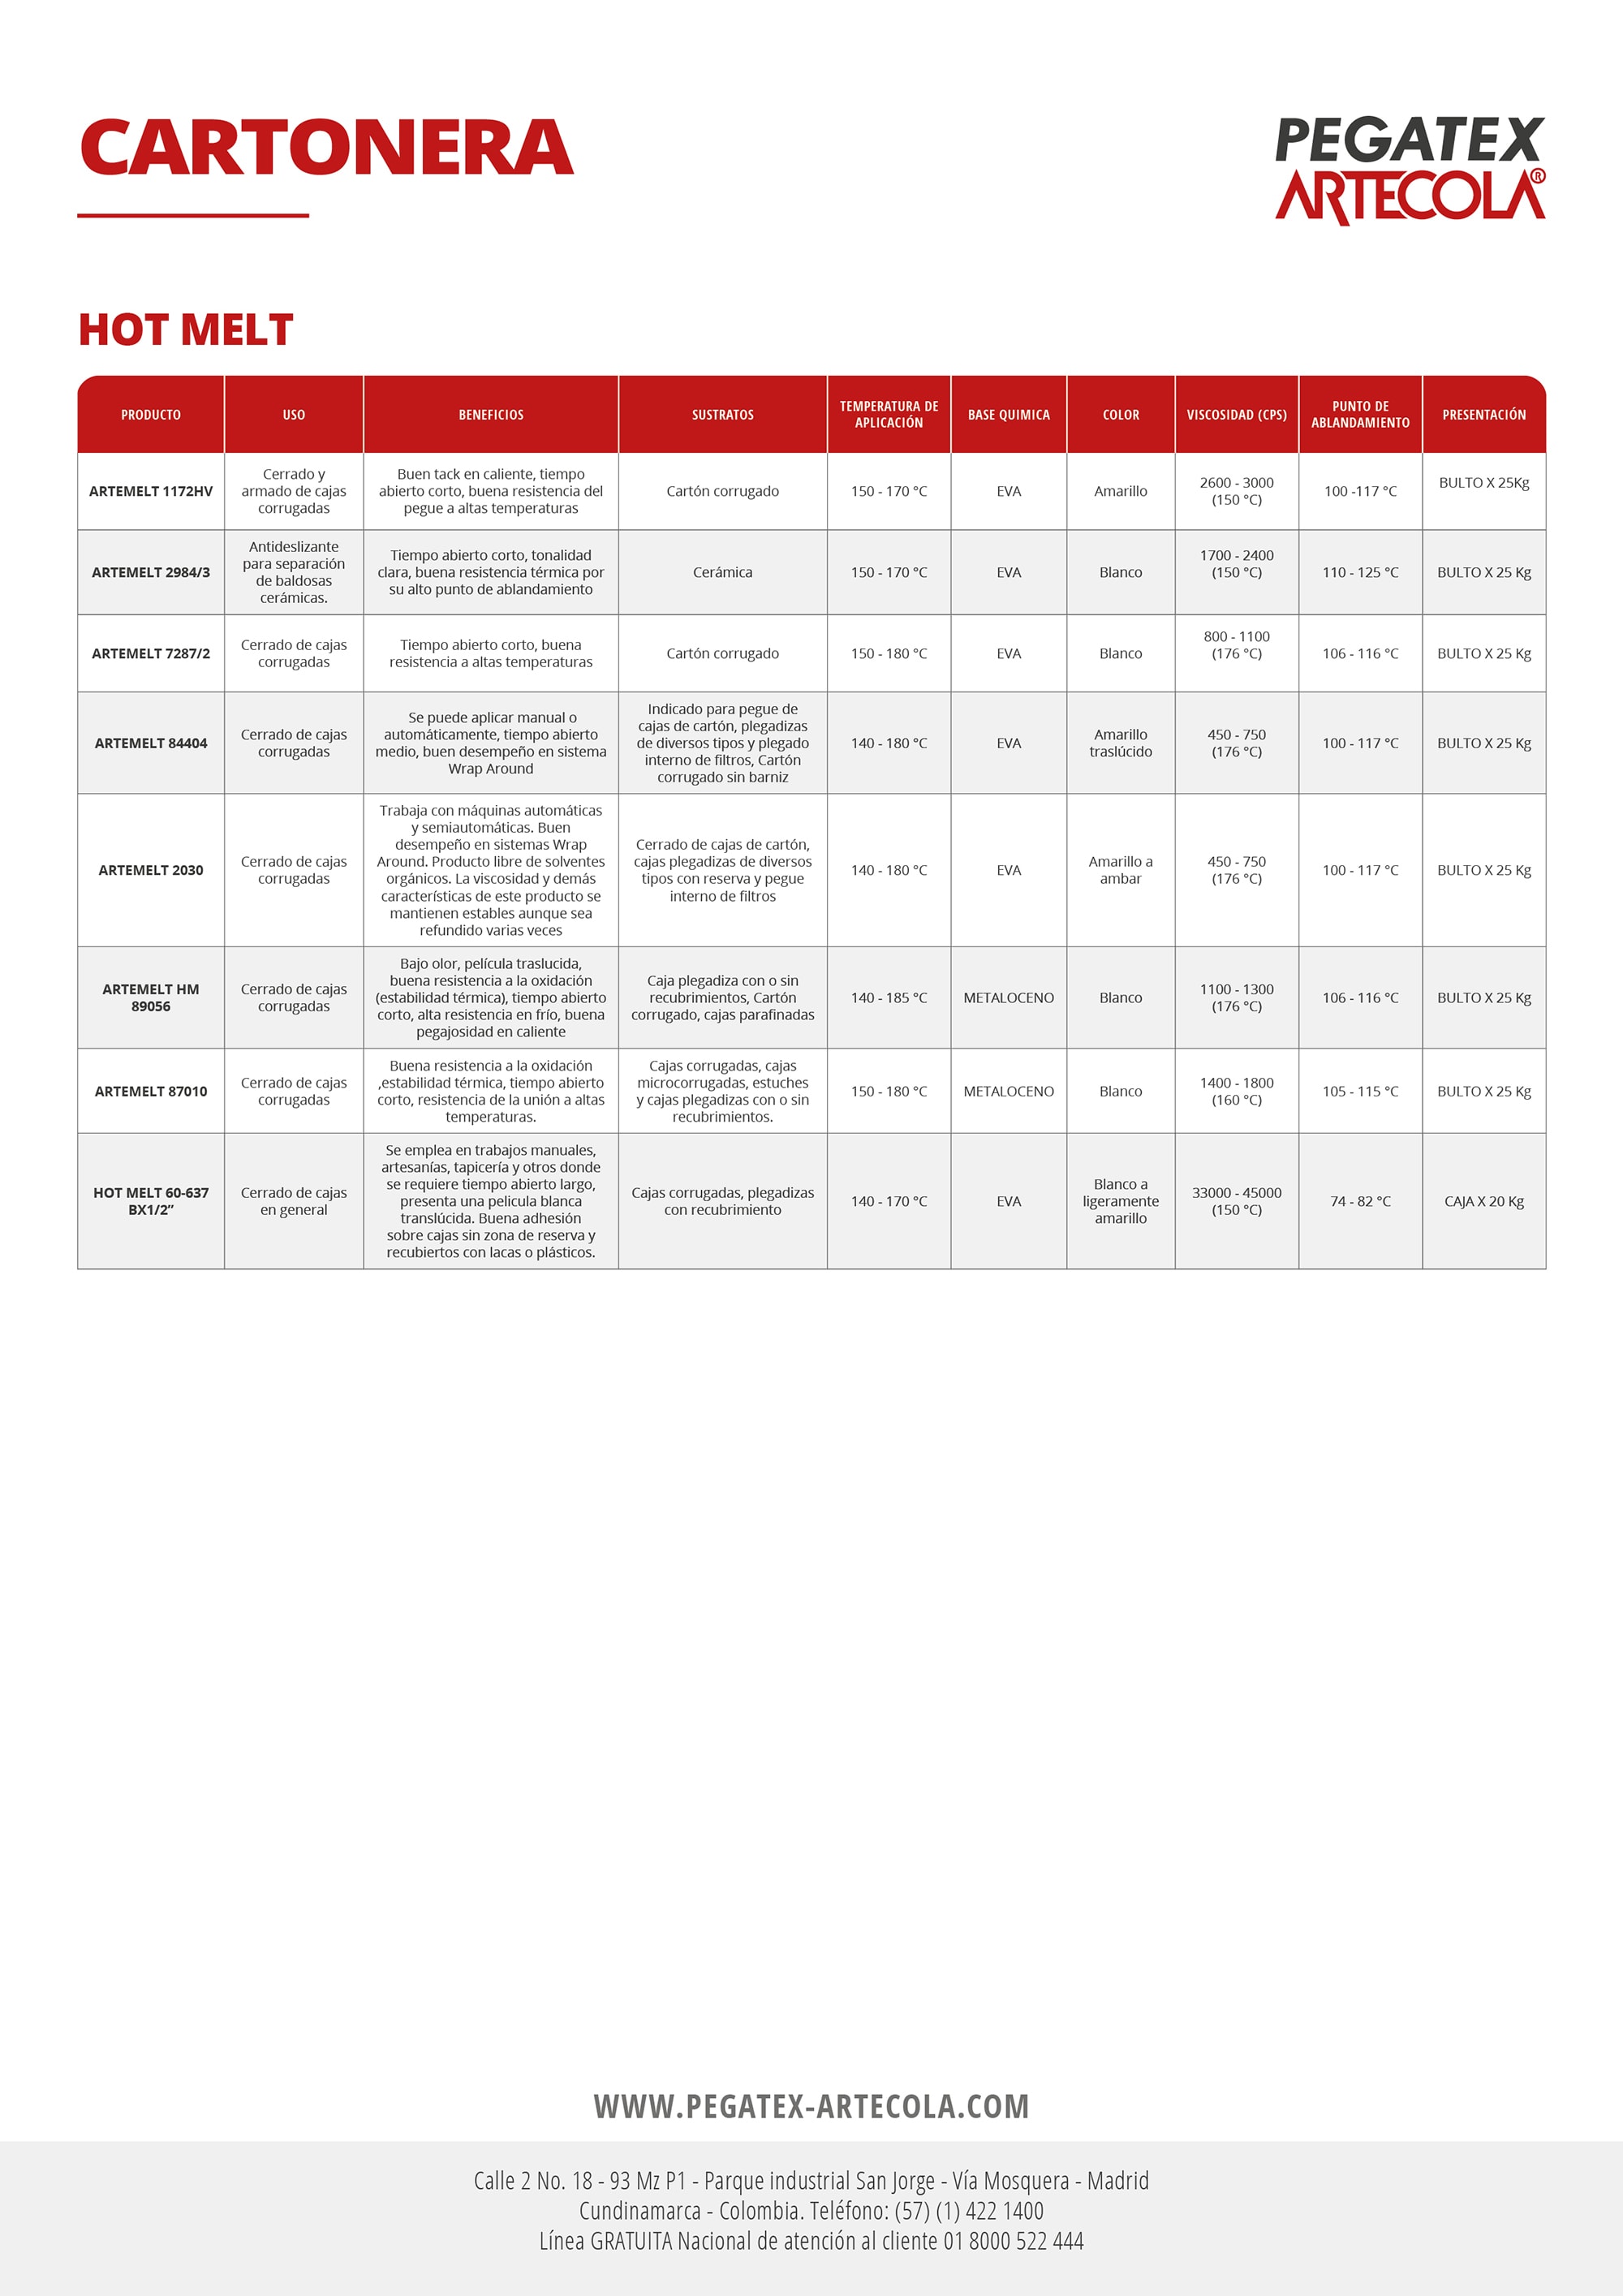 CARTONERA
PEGATEX
ARTECOLA®
HOT MELT
PRODUCTO
USO
BENEFICIOS
SUSTRATOS
TEMPERATURA DE
APLICACIÓN
BASE QUIMICA
COLOR
VISCOSIDAD (CPS)
PUNTO DE
ABLANDAMIENTO
PRESENTACIÓN
ARTEMELT 1172HV
Cerrado y
armado de cajas
corrugadas
Buen tack en caliente, tiempo
abierto corto, buena resistencia del
pegue a altas temperaturas
Cartón corrugado
150 - 170 °C
EVA
Amarillo
2600 - 3000
(150 °C)
100 -117 °C
BULTO X 25Kg
ARTEMELT 2984/3
Antideslizante
para separación
de baldosas
cerámicas.
Tiempo abierto corto, tonalidad
clara, buena resistencia térmica por
su alto punto de ablandamiento
Cerámica
150 - 170 °C
EVA
Blanco
1700 - 2400
(150 °C)
110 - 125 °C
BULTO X 25 Kg
ARTEMELT 7287/2
Cerrado de cajas
corrugadas
Tiempo abierto corto, buena
resistencia a altas temperaturas
Cartón corrugado
150 - 180 °C
EVA
Blanco
800 - 1100
(176 °C)
106 - 116 °C
BULTO X 25 Kg
ARTEMELT 84404
Cerrado de cajas
corrugadas
Se puede aplicar manual o
automáticamente, tiempo abierto
medio, buen desempeño en sistema
Wrap Around
Indicado para pegue de
cajas de cartón, plegadizas
de diversos tipos y plegado
interno de filtros, Cartón
corrugado sin barniz
140 - 180 °C
EVA
Amarillo
traslúcido
450 - 750
(176 °C)
100 - 117 °C
BULTO X 25 Kg
ARTEMELT 2030
Cerrado de cajas
corrugadas
Trabaja con máquinas automáticas
y semiautomáticas. Buen
desempeño en sistemas Wrap
Around. Producto libre de solventes
orgánicos. La viscosidad y demás
características de este producto se
mantienen estables aunque sea
refundido varias veces
Cerrado de cajas de cartón,
cajas plegadizas de diversos
tipos con reserva y pegue
interno de filtros
140 - 180 °C
EVA
Amarillo a
ambar
450 - 750
(176 °C)
100 - 117 °C
BULTO X 25 Kg
ARTEMELT HM
89056
Cerrado de cajas
corrugadas
Bajo olor, película traslucida,
buena resistencia a la oxidación
(estabilidad térmica), tiempo abierto
corto, alta resistencia en frío, buena
pegajosidad en caliente
Caja plegadiza con o sin
recubrimientos, Cartón
corrugado, cajas parafinadas
140 - 185 °C
METALOCENO
Blanco
1100 - 1300
(176 °C)
106 - 116 °C
BULTO X 25 Kg
ARTEMELT 87010
Cerrado de cajas
corrugadas
Buena resistencia a la oxidación
,estabilidad térmica, tiempo abierto
corto, resistencia de la unión a altas
temperaturas.
Cajas corrugadas, cajas
microcorrugadas, estuches
y cajas plegadizas con o sin
recubrimientos.
150 - 180 °C
METALOCENO
Blanco
1400 - 1800
(160 °C)
105 - 115 °C
BULTO X 25 Kg
HOT MELT 60-637
BX1/2”
Cerrado de cajas
en general
Se emplea en trabajos manuales,
artesanías, tapicería y otros donde
se requiere tiempo abierto largo,
presenta una pelicula blanca
translúcida. Buena adhesión
sobre cajas sin zona de reserva y
recubiertos con lacas o plásticos.
Cajas corrugadas, plegadizas
con recubrimiento
140 - 170 °C
EVA
Blanco a
ligeramente
amarillo
33000 - 45000
(150 °C)
74 - 82 °C
CAJA X 20 Kg
WWW.PEGATEX-ARTECOLA.COM
Calle 2 No. 18 - 93 Mz P1 - Parque industrial San Jorge - Vía Mosquera - Madrid
Cundinamarca - Colombia. Teléfono: (57) (1) 422 1400
Línea GRATUITA Nacional de atención al cliente 01 8000 522 444